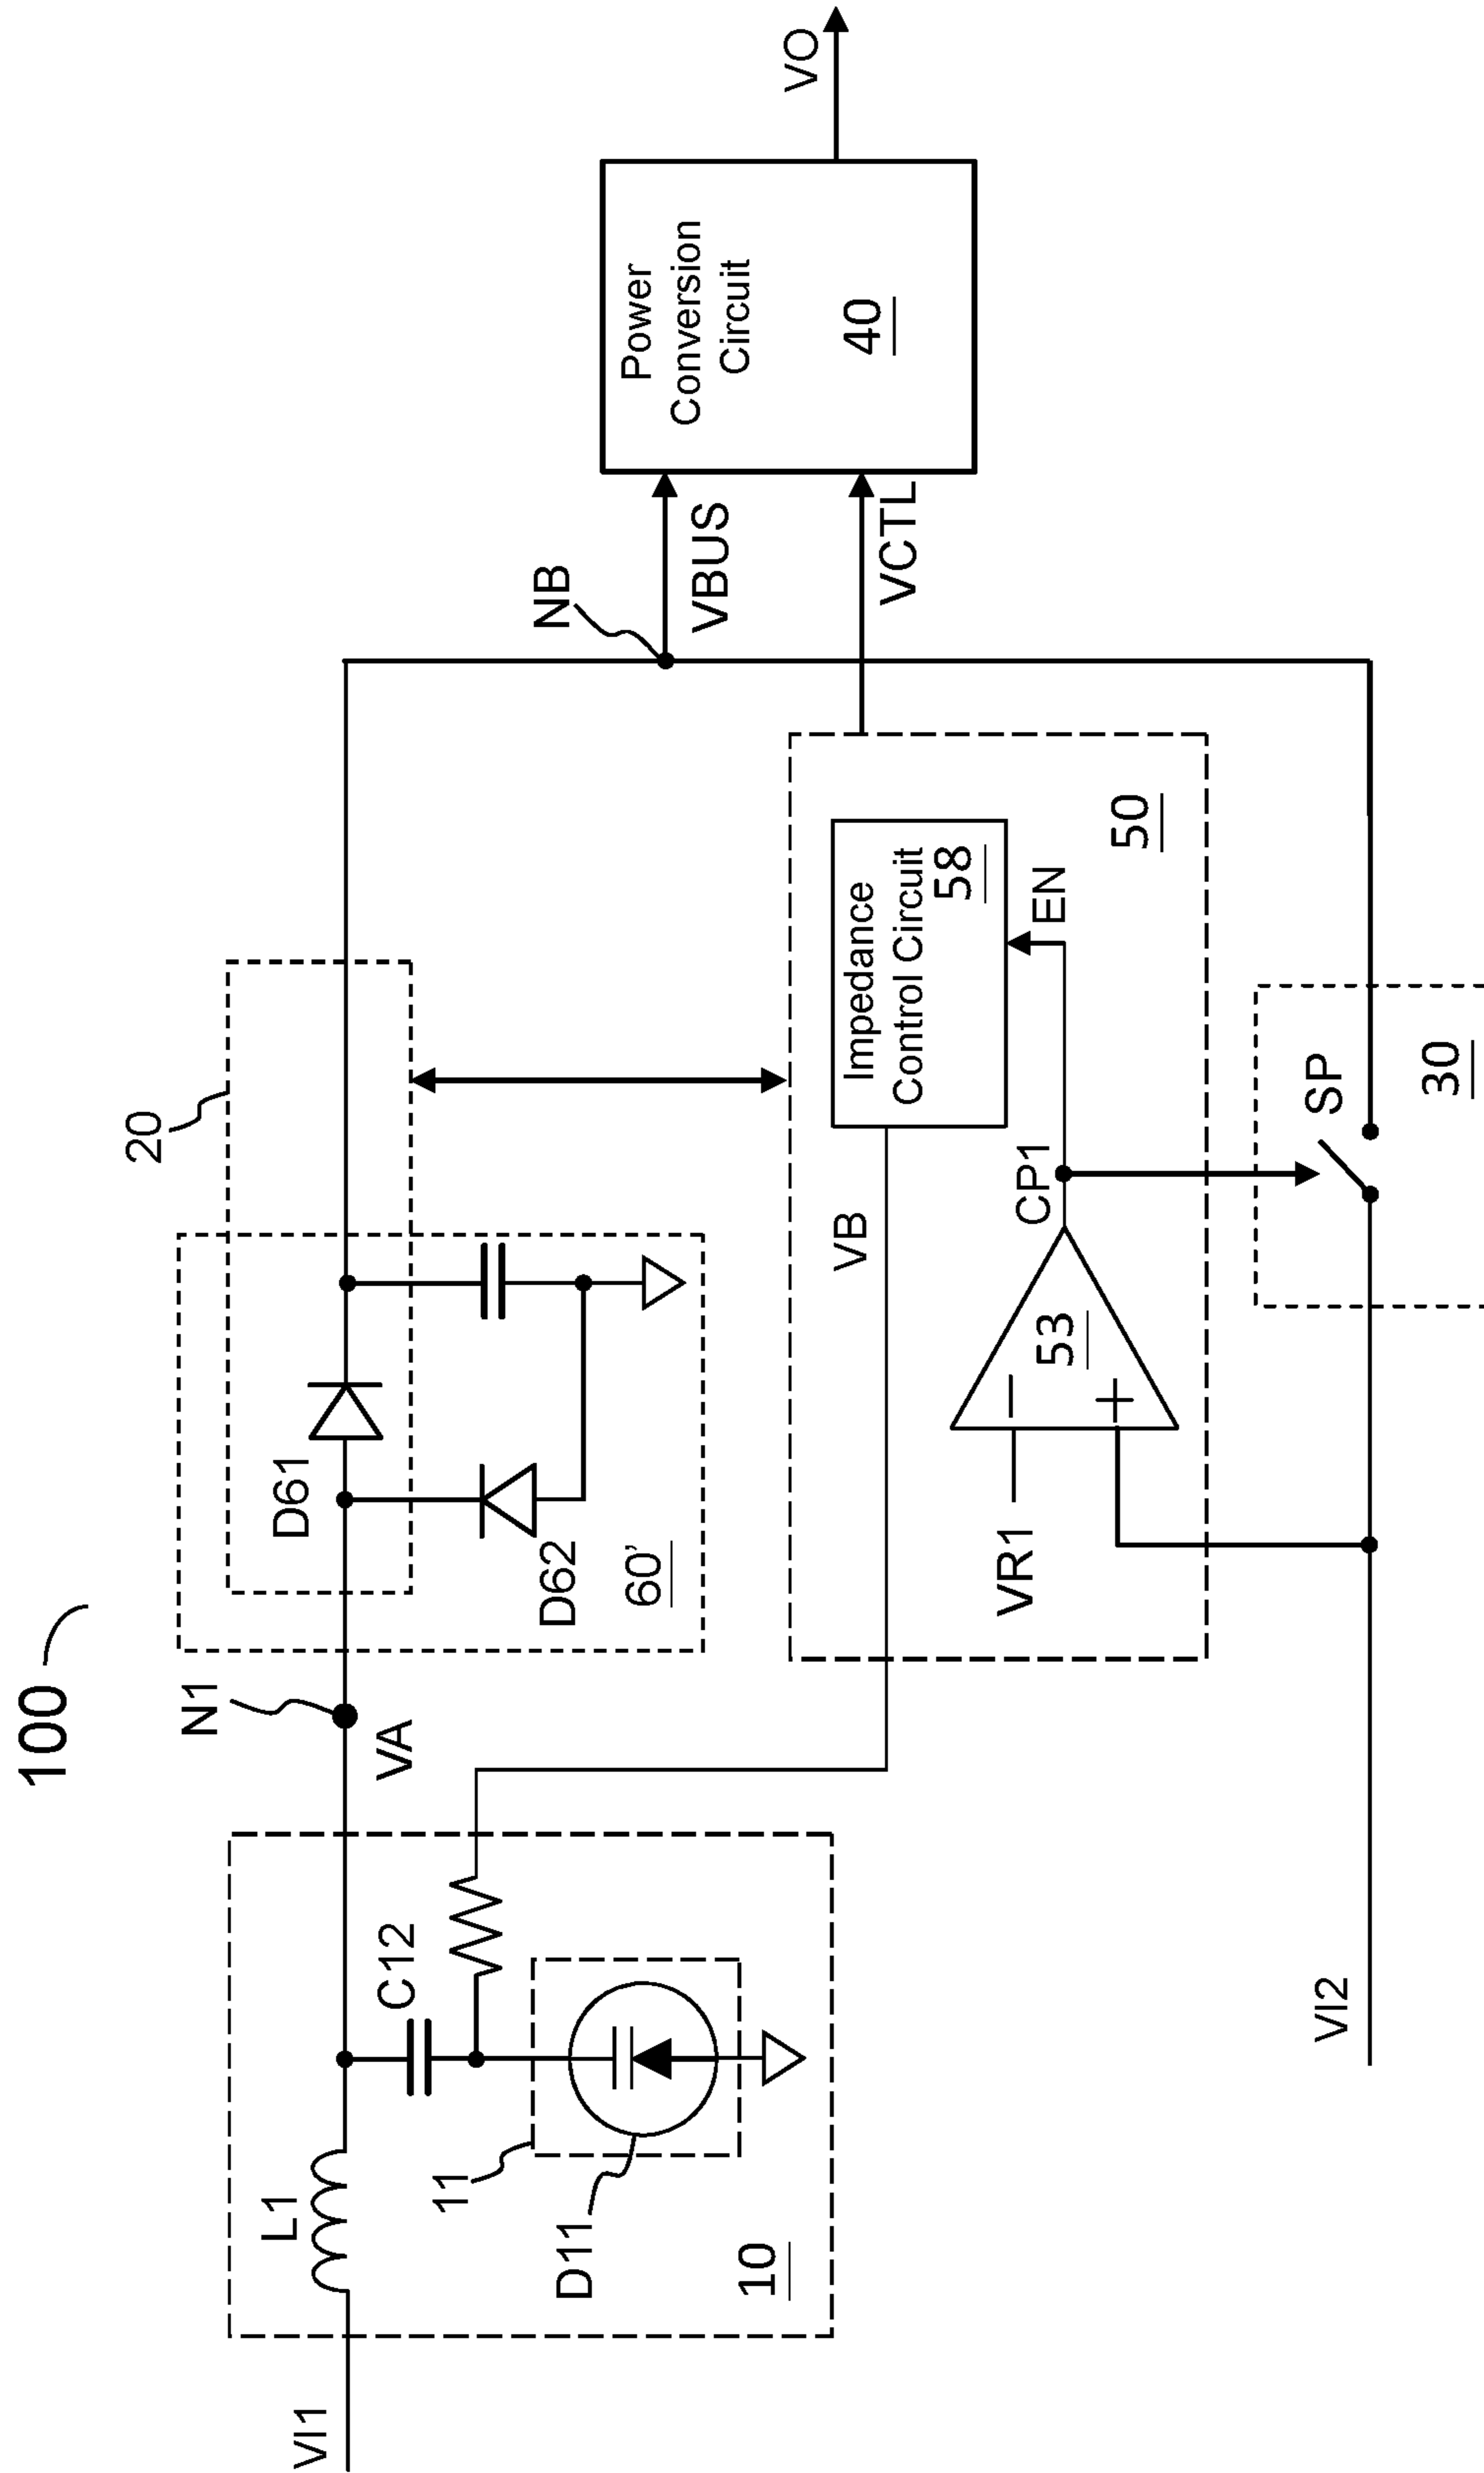 100
VI1
L1
C12
11
D11
10
N1
VA
D61
D62
60’
20
NB
VBUS
VCTL
Power
Conversion
Circuit
40
VO
VB
Impedance
Control Circuit
58
EN
50
CP1
53
−
+
VR1
SP
30
VI2